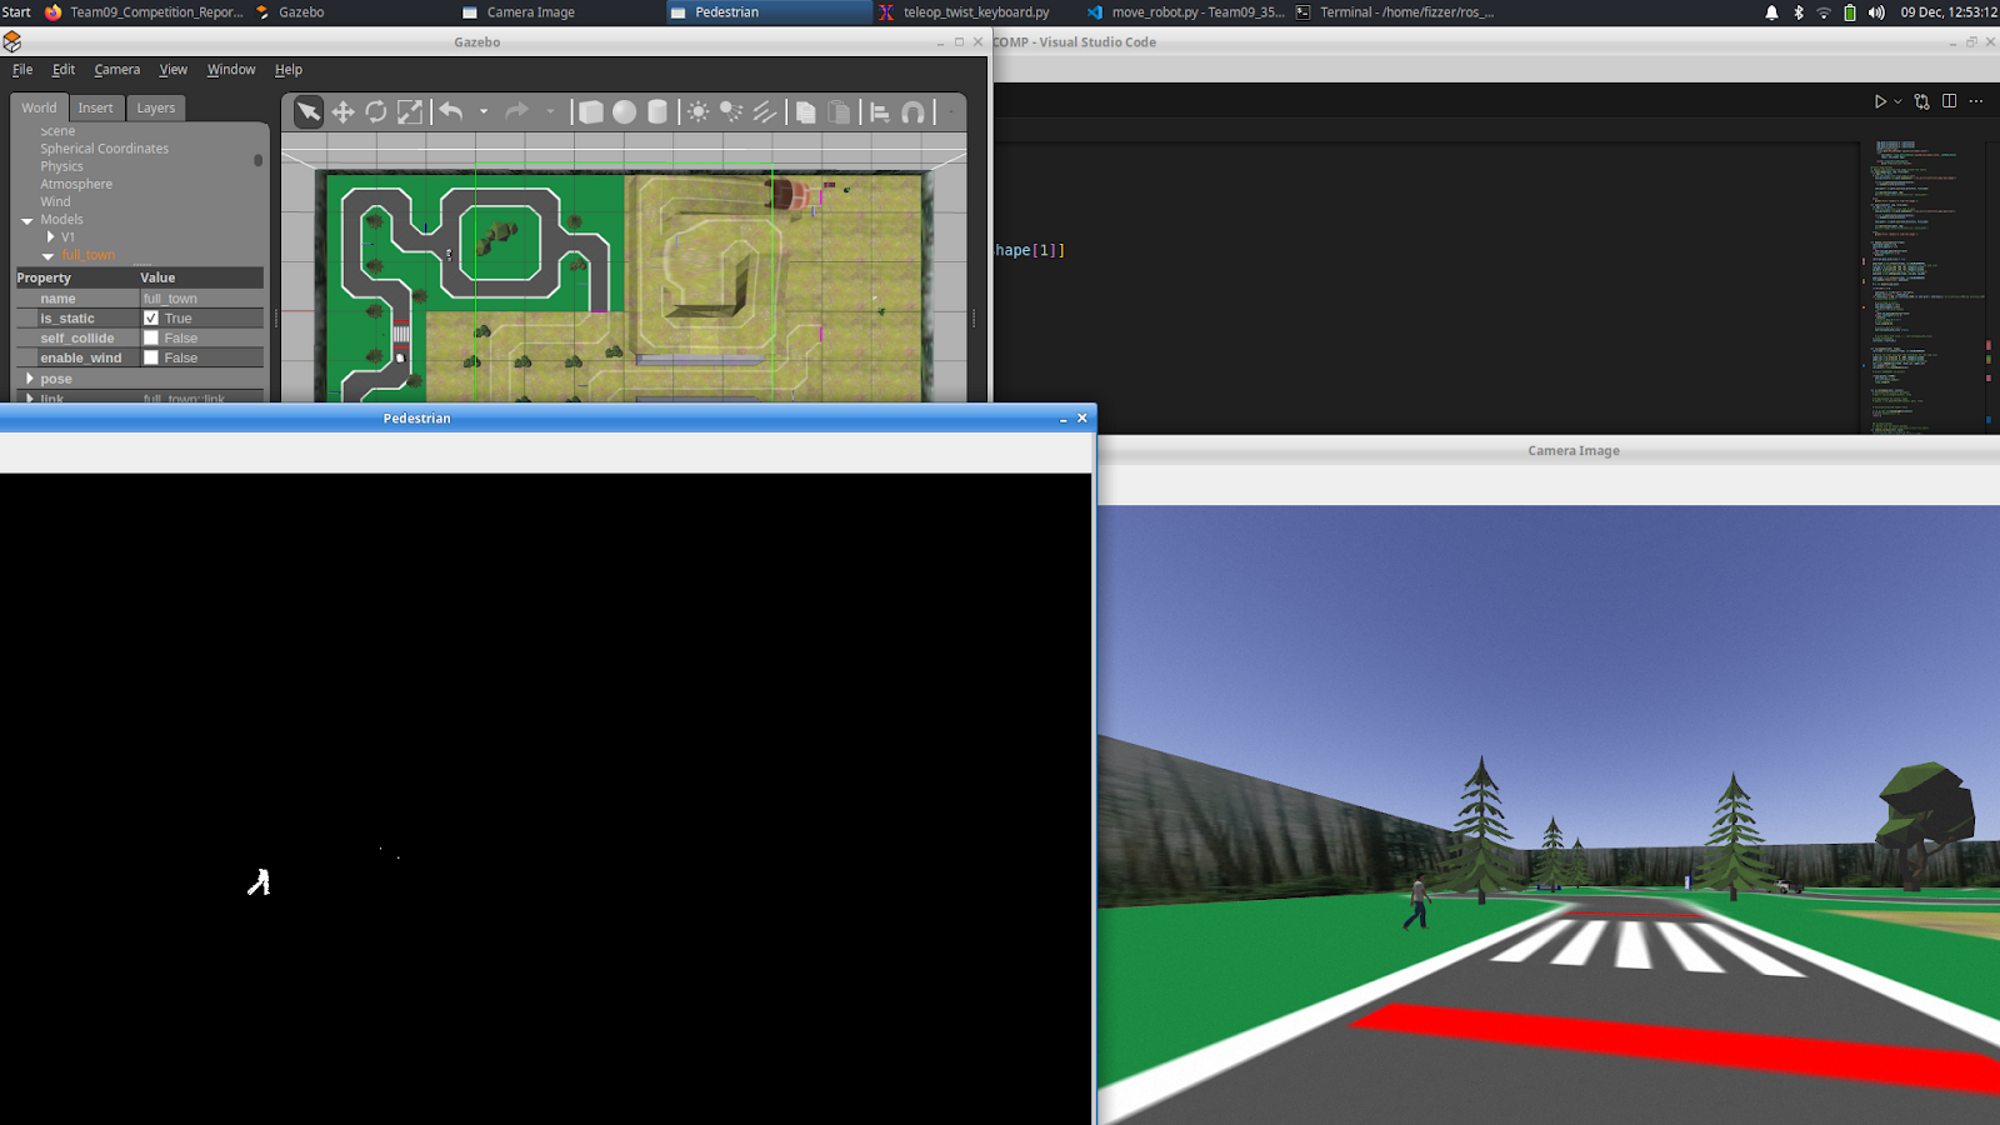 Start
Team09_Competition_Repor...
Gazebo
Camera Image
Pedestrian
teleop_twist_keyboard.py
move_robot.py - Team09_35...
Terminal - /home/fizzer/ros_...
09 Dec, 12:53:12
Gazebo
COMP - Visual Studio Code
File Edit Camera View Window Help
World Insert Layers
Scene
Spherical Coordinates
Physics
Atmosphere
Wind
Models
V1
full_town
Property Value
name full_town
is_static True
self_collide False
enable_wind False
pose
link full_town::link
hape[1]]
Pedestrian
Camera Image